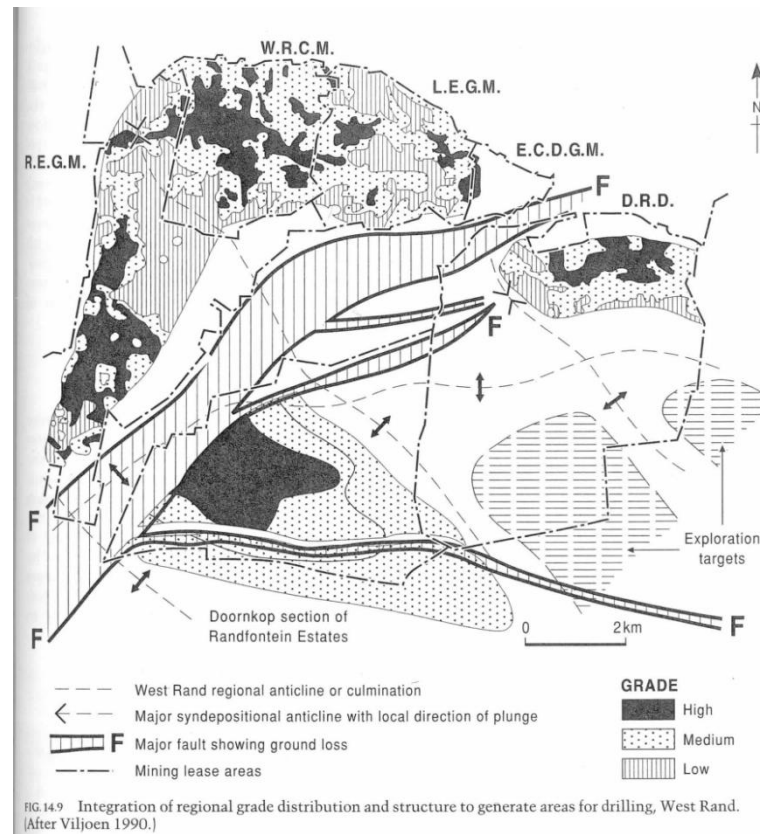 W.R.C.M.
L.E.G.M.
N
E.C.D.G.M.
R.E.G.M.
F
D.R.D.
F
F
Exploration
targets
Doornkop section of
Randfontein Estates
0 2km
F
F
West Rand regional anticline or culmination
Major syndepositional anticline with local direction of plunge
F Major fault showing ground loss
Mining lease areas
GRADE
High
Medium
Low
FIG. 14.9 Integration of regional grade distribution and structure to generate areas for drilling, West Rand.
(After Viljoen 1990.)